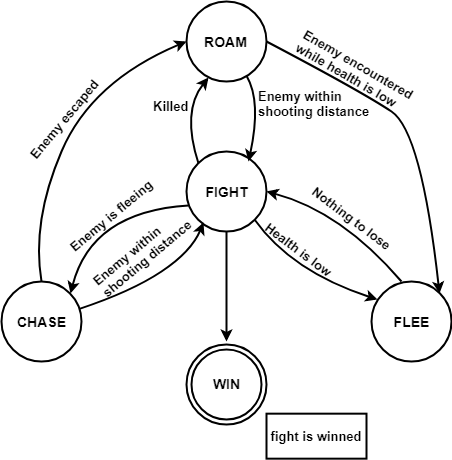 ROAM
Enemy encountered
while health is low
Enemy escaped
Killed
Enemy within
shooting distance
FIGHT
Enemy is fleeing
Enemy within
shooting distance
Nothing to lose
Health is low
CHASE
FLEE
WIN
fight is winned